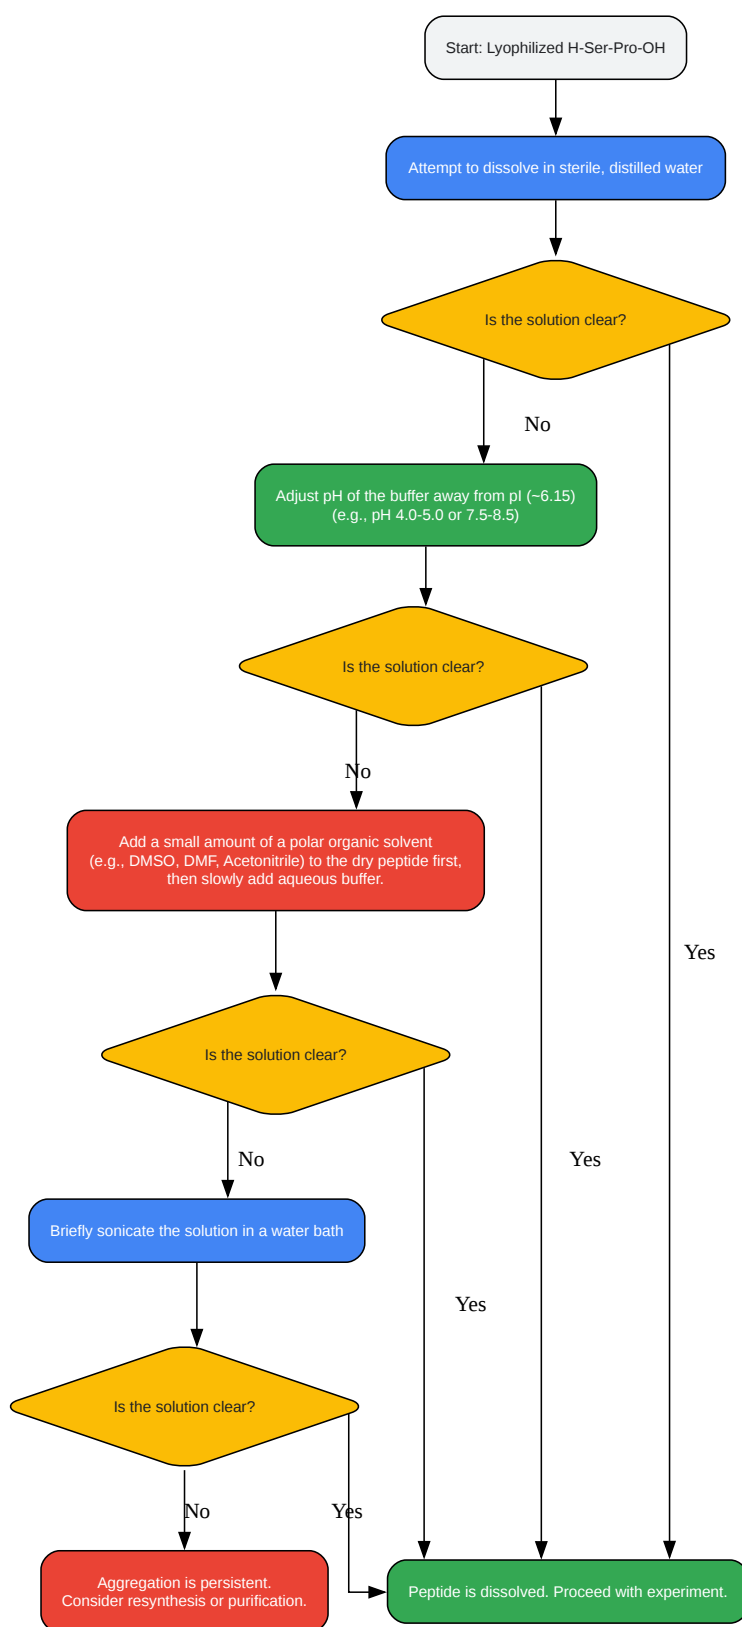 Start: Lyophilized H-Ser-Pro-OH
Attempt to dissolve in sterile, distilled water
Is the solution clear?
No
Adjust pH of the buffer away from pI (~6.15)
(e.g., pH 4.0-5.0 or 7.5-8.5)
Is the solution clear?
No
Add a small amount of a polar organic solvent
(e.g., DMSO, DMF, Acetonitrile) to the dry peptide first,
then slowly add aqueous buffer.
Yes
Is the solution clear?
No
Yes
Briefly sonicate the solution in a water bath
Yes
Is the solution clear?
No
Yes
Aggregation is persistent.
Consider resynthesis or purification.
Peptide is dissolved. Proceed with experiment.